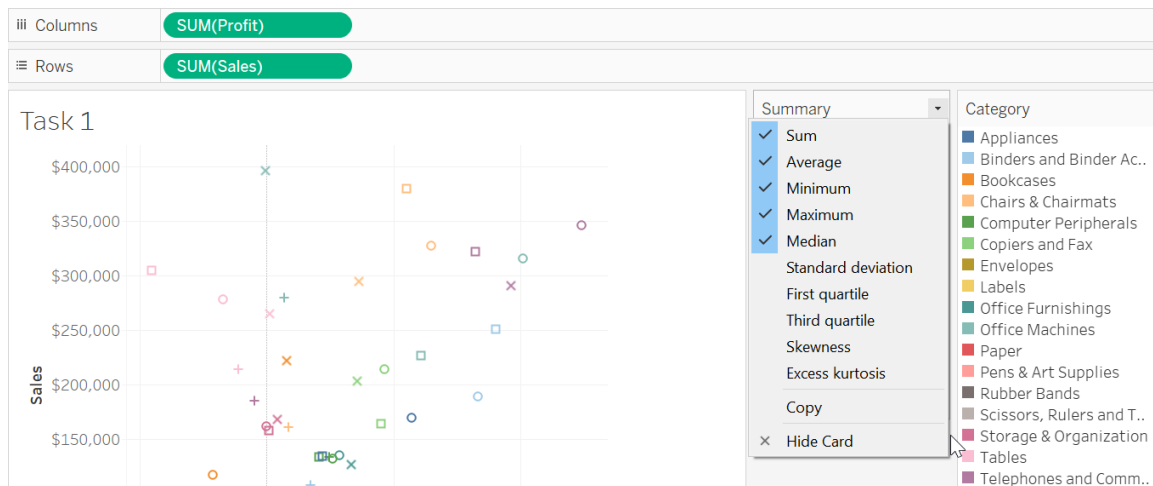 Columns
SUM(Profit)
Rows
SUM(Sales)
Task 1
$400,000
$350,000
$300,000
$250,000
$200,000
$150,000
Sales
Summary
Sum
Average
Minimum
Maximum
Median
Standard deviation
First quartile
Third quartile
Skewness
Excess kurtosis
Copy
Hide Card
Category
Appliances
Binders and Binder Ac..
Bookcases
Chairs & Chairmats
Computer Peripherals
Copiers and Fax
Envelopes
Labels
Office Furnishings
Office Machines
Paper
Pens & Art Supplies
Rubber Bands
Scissors, Rulers and T..
Storage & Organization
Tables
Telephones and Comm..